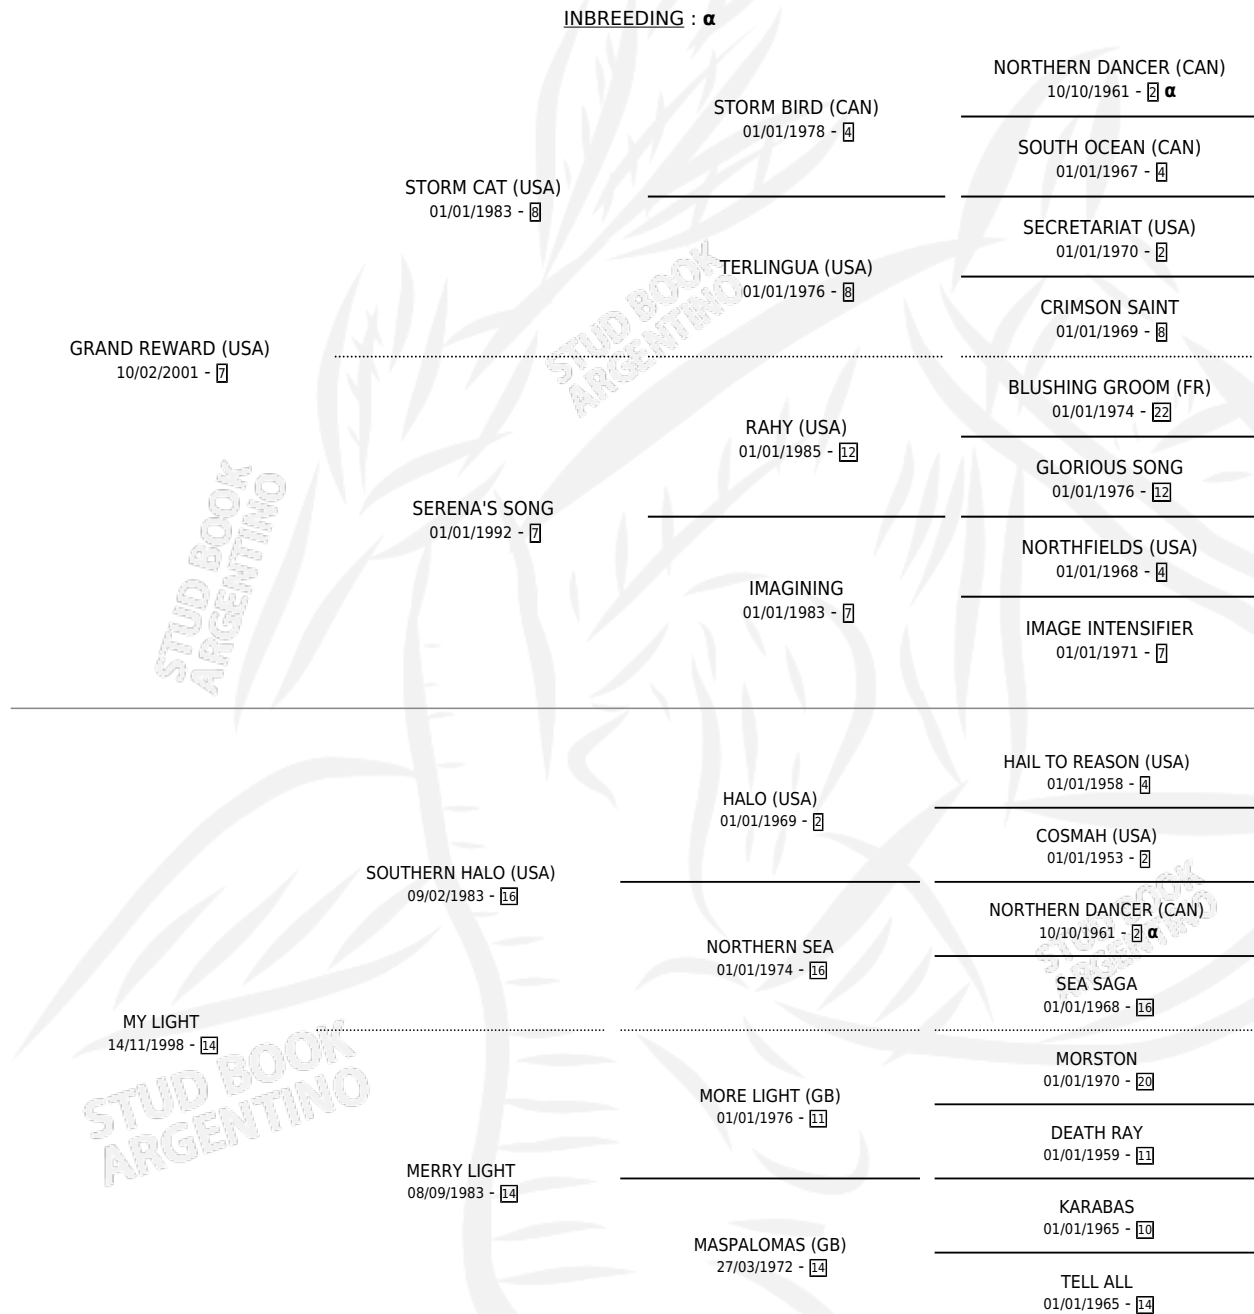 INBREEDING : α
NORTHERN DANCER (CAN)
10/10/1961 - 2 α
STORM BIRD (CAN)
01/01/1978 - 4
SOUTH OCEAN (CAN)
01/01/1967 - 4
STORM CAT (USA)
01/01/1983 - 8
SECRETARIAT (USA)
01/01/1970 - 2
TERLINGUA (USA)
01/01/1976 - 8
CRIMSON SAINT
01/01/1969 - 8
GRAND REWARD (USA)
10/02/2001 - 7
BLUSHING GROOM (FR)
01/01/1974 - 22
RAHY (USA)
01/01/1985 - 12
GLORIOUS SONG
01/01/1976 - 12
SERENA'S SONG
01/01/1992 - 7
NORTHFIELDS (USA)
01/01/1968 - 4
IMAGINING
01/01/1983 - 7
IMAGE INTENSIFIER
01/01/1971 - 7
HAIL TO REASON (USA)
01/01/1958 - 4
HALO (USA)
01/01/1969 - 2
COSMAH (USA)
01/01/1953 - 2
SOUTHERN HALO (USA)
09/02/1983 - 16
NORTHERN DANCER (CAN)
10/10/1961 - 2 α
NORTHERN SEA
01/01/1974 - 16
SEA SAGA
01/01/1968 - 16
MY LIGHT
14/11/1998 - 14
MORSTON
01/01/1970 - 20
MORE LIGHT (GB)
01/01/1976 - 11
DEATH RAY
01/01/1959 - 11
MERRY LIGHT
08/09/1983 - 14
KARABAS
01/01/1965 - 10
MASPALOMAS (GB)
27/03/1972 - 14
TELL ALL
01/01/1965 - 14
STUD BOOK
ARGENTINO
STUD BOOK
ARGENTINO
STUD BOOK
ARGENTINO
STUD BOOK
ARGENTINO